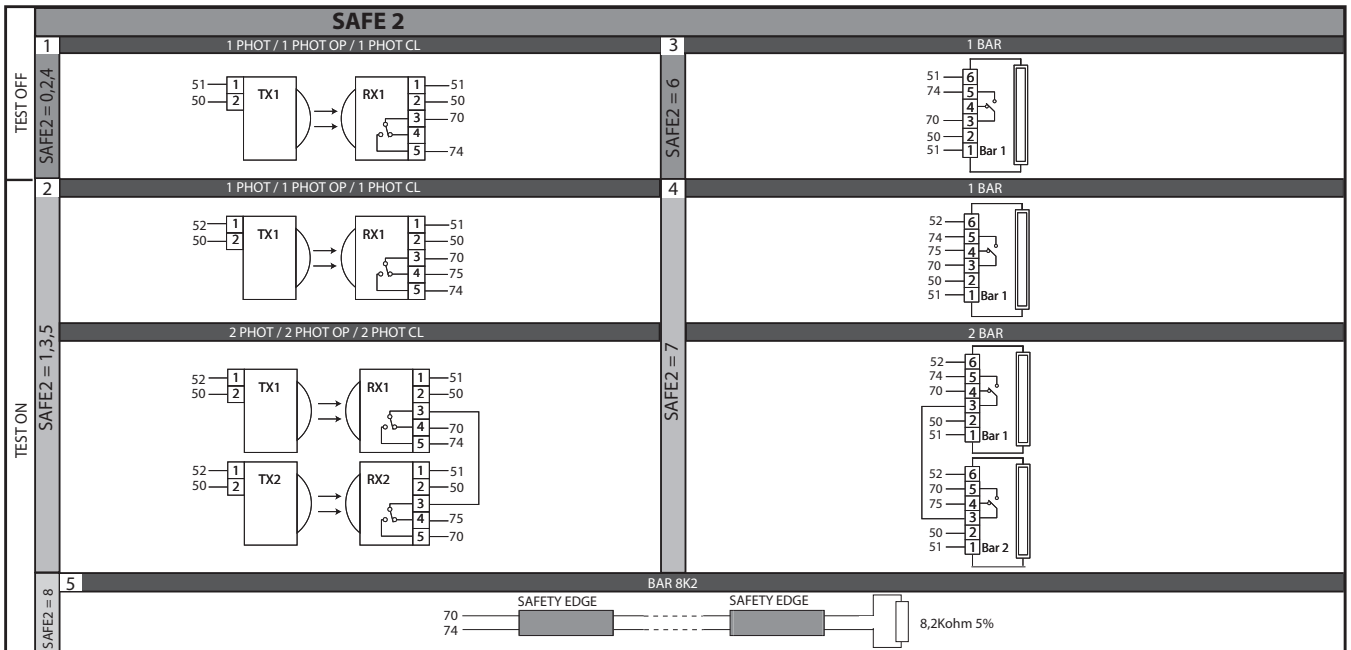 SAFE 2
TEST OFF
1
1 PHOT / 1 PHOT OP / 1 PHOT CL
SAFE2 = 0,2,4
51 1 TX1 RX1 1 51
50 2 2 50
3 70
4
5 74
3
1 BAR
SAFE2 = 6
51 6
74 5
4
70 3
50 2
51 1 Bar 1
TEST ON
2
1 PHOT / 1 PHOT OP / 1 PHOT CL
SAFE2 = 1,3,5
52 1 TX1 RX1 1 51
50 2 2 50
3 70
4 75
5 74
2 PHOT / 2 PHOT OP / 2 PHOT CL
52 1 TX1 RX1 1 51
50 2 2 50
3
4 70
5 74
52 1 TX2 RX2 1 51
50 2 2 50
3
4 75
5 70
4
1 BAR
SAFE2 = 7
52 6
74 5
75 4
70 3
50 2
51 1 Bar 1
2 BAR
52 6
74 5
70 4
3
50 2
51 1 Bar 1
52 6
70 5
75 4
3
50 2
51 1 Bar 2
SAFE2 = 8
5
BAR 8K2
SAFETY EDGE SAFETY EDGE
70
74
8,2Kohm 5%